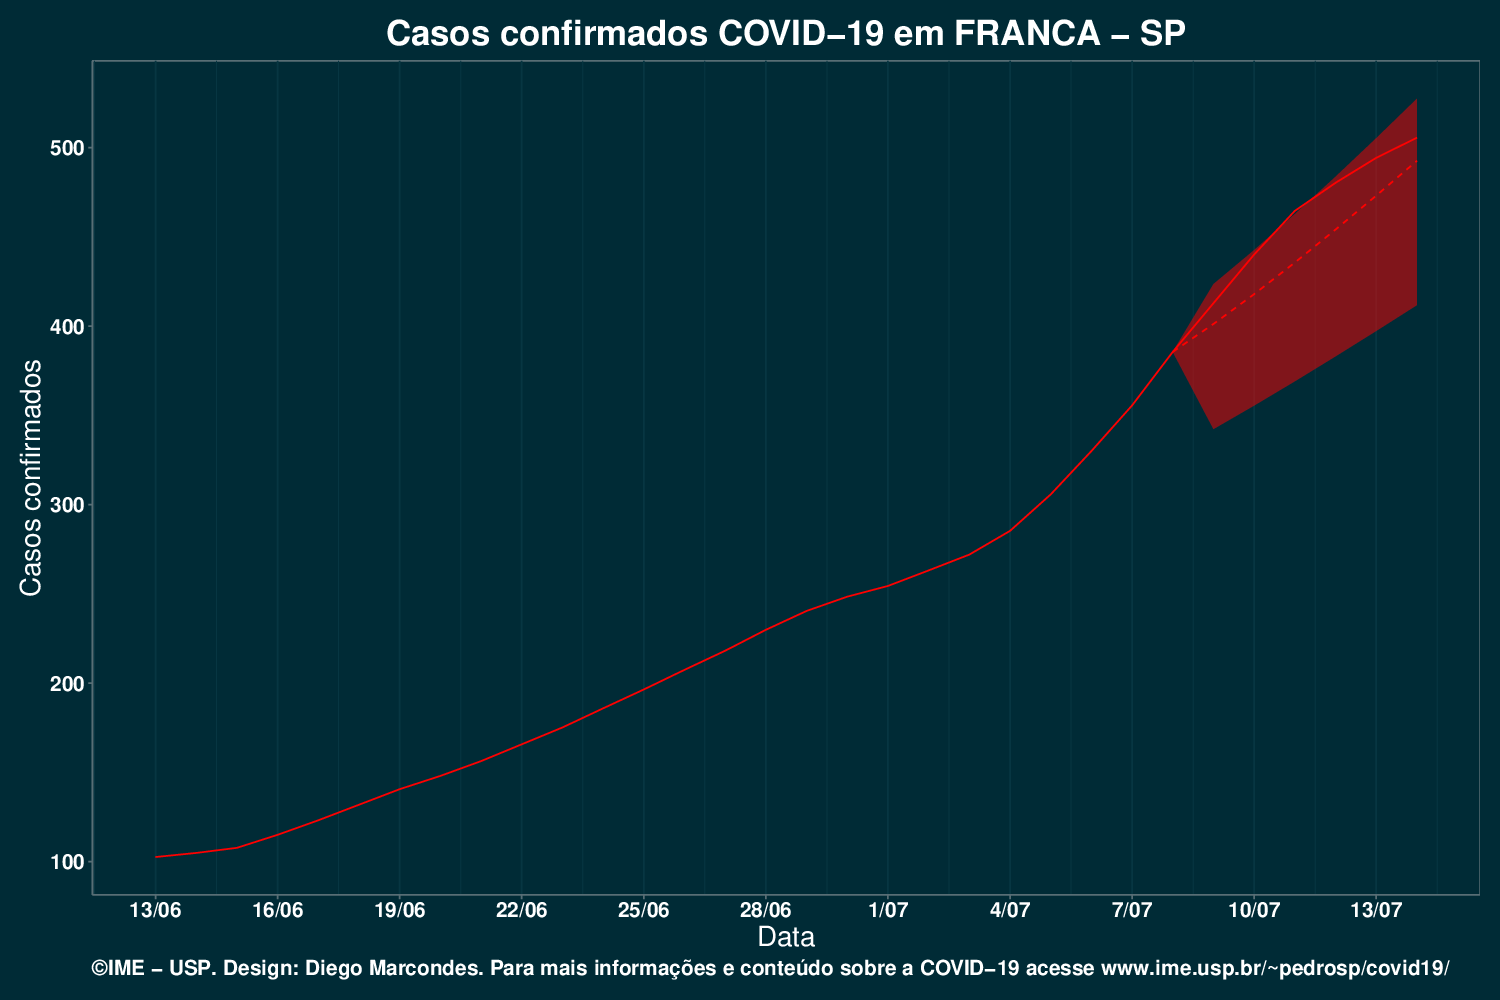 Casos confirmados COVID−19 em FRANCA − SP
Casos confirmados
500
400
300
200
100
13/06 16/06 19/06 22/06 25/06 28/06 1/07 4/07 7/07 10/07 13/07
Data
©IME − USP. Design: Diego Marcondes. Para mais informações e conteúdo sobre a COVID−19 acesse www.ime.usp.br/~pedrosp/covid19/